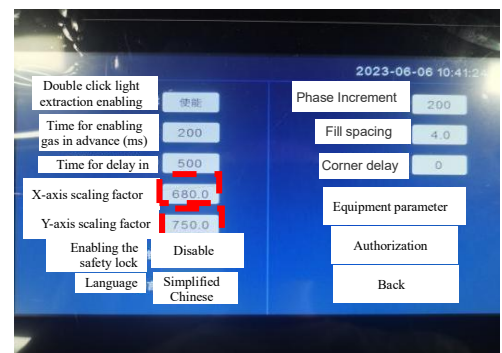 2023-06-06 10:41:24
Double click light
extraction enabling
使能
Time for enabling
gas in advance (ms)
200
Time for delay in
500
X-axis scaling factor
680.0
Y-axis scaling factor
750.0
Enabling the
safety lock
Disable
Language
Simplified
Chinese
Phase Increment
200
Fill spacing
4.0
Corner delay
0
Equipment parameter
Authorization
Back